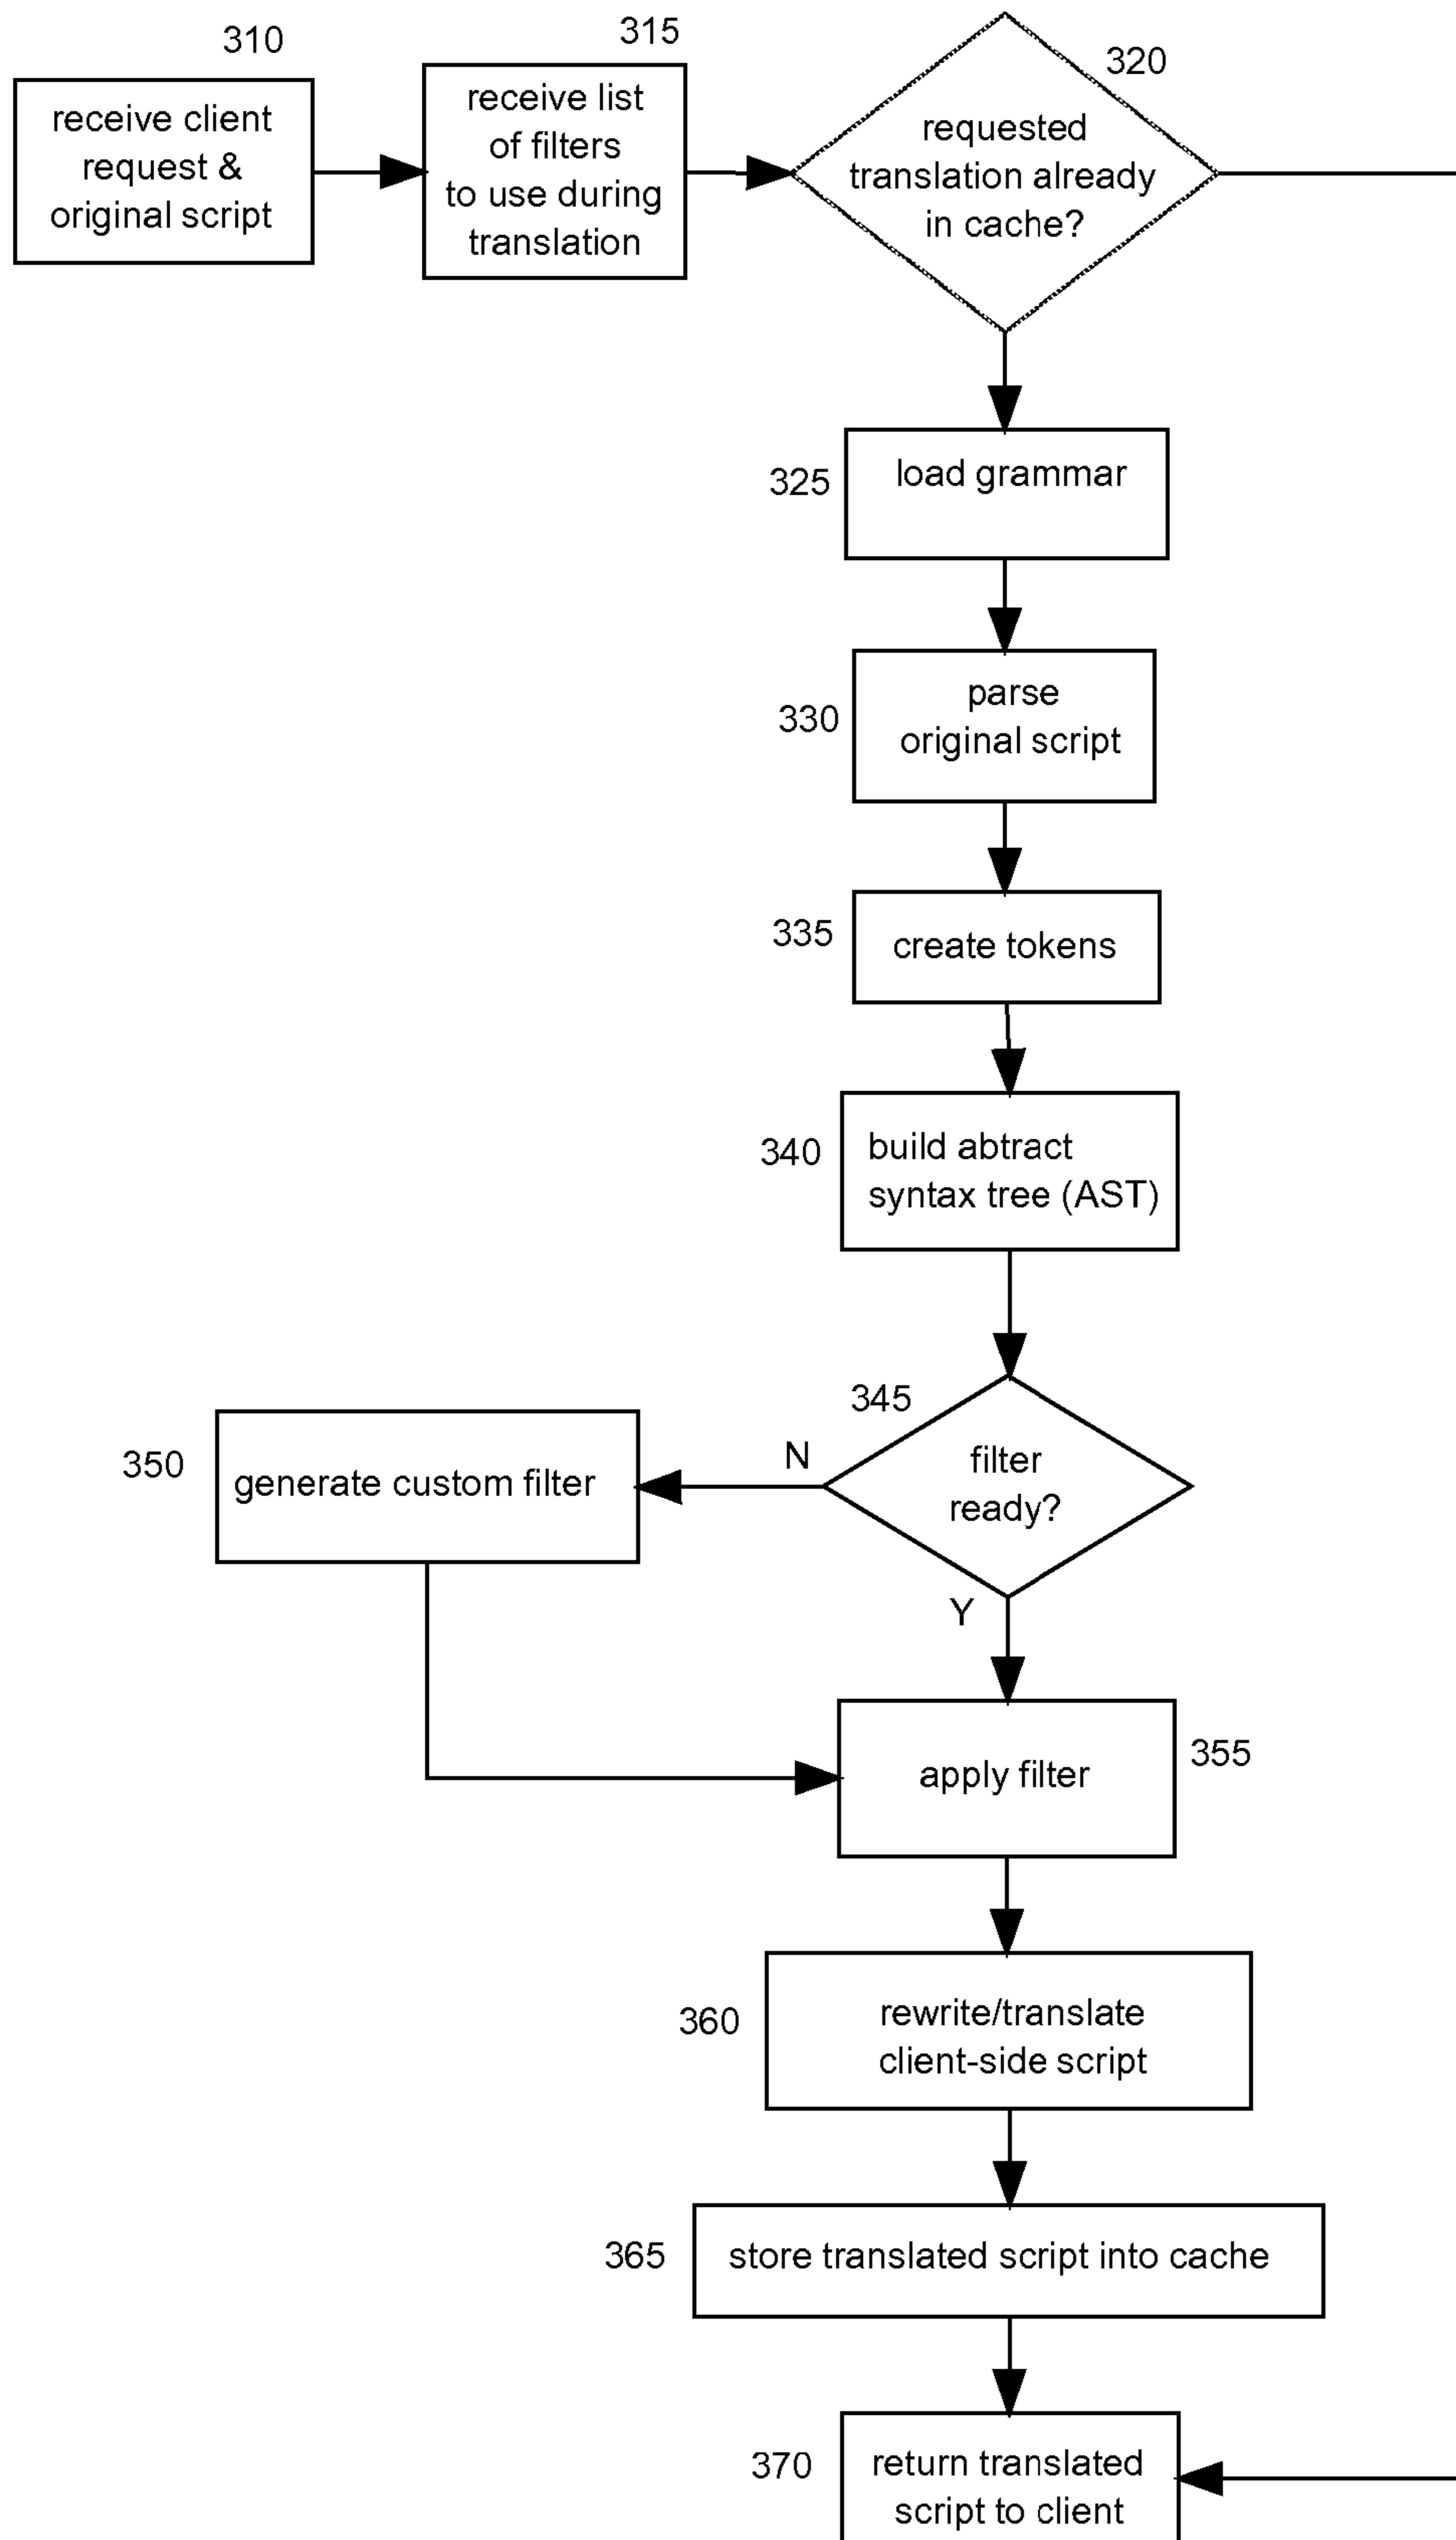 310
receive client
request &
original script
315
receive list
of filters
to use during
translation
320
requested
translation already
in cache?
325
load grammar
330
parse
original script
335
create tokens
340
build abtract
syntax tree (AST)
345
filter
ready?
N
350
generate custom filter
Y
355
apply filter
360
rewrite/translate
client-side script
365
store translated script into cache
370
return translated
script to client